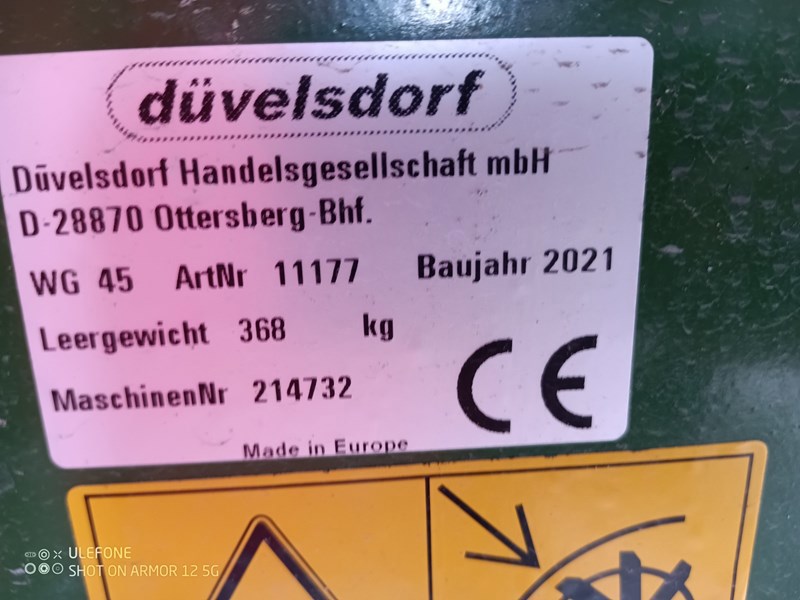 düvelsdorf
Düvelsdorf Handelsgesellschaft mbH
D-28870 Ottersberg-Bhf.
WG 45 ArtNr 11177 Baujahr 2021
Leergewicht 368 kg
MaschinenNr 214732
CE
Made in Europe
ULEFONE
SHOT ON ARMOR 12 5G